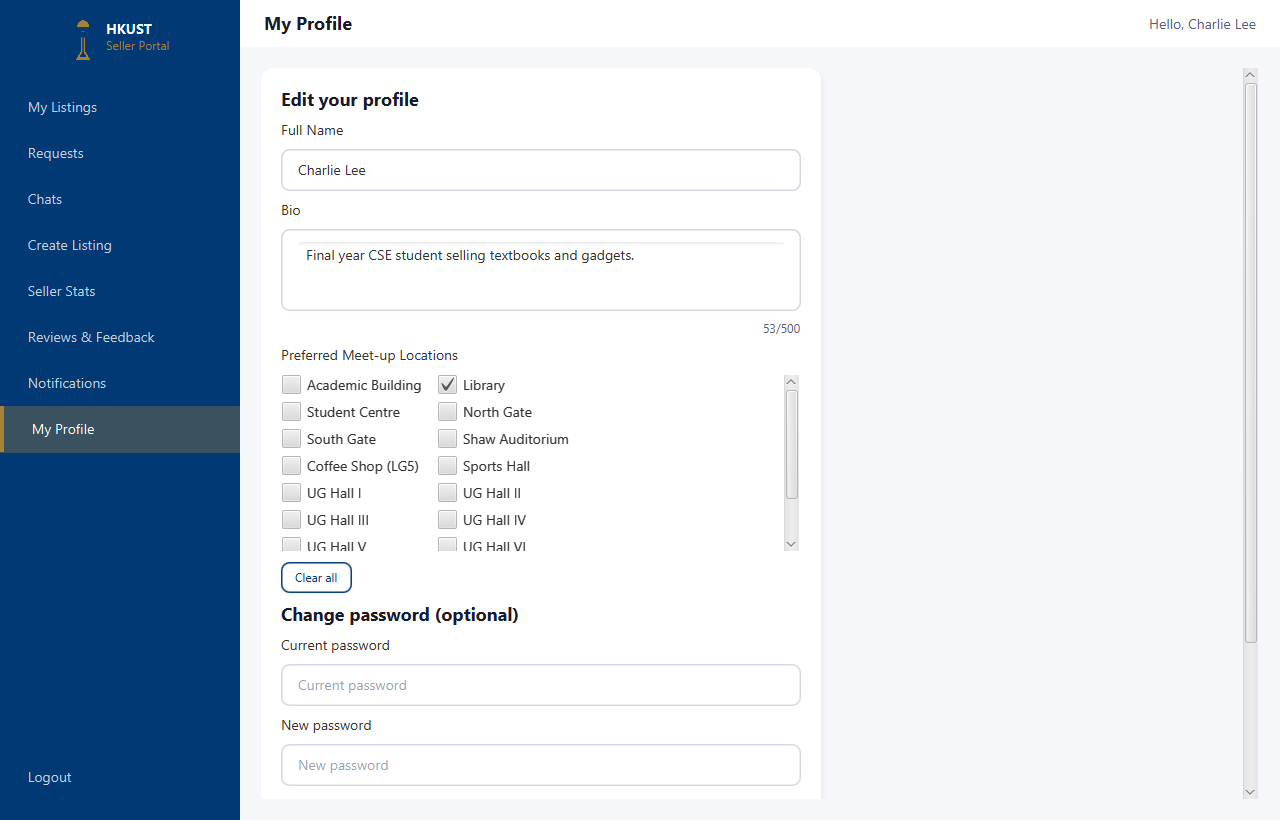 HKUST
Seller Portal
My Listings
Requests
Chats
Create Listing
Seller Stats
Reviews & Feedback
Notifications
My Profile
Logout
My Profile
Hello, Charlie Lee
Edit your profile
Full Name
Charlie Lee
Bio
Final year CSE student selling textbooks and gadgets.
53/500
Preferred Meet-up Locations
Academic Building Library
Student Centre North Gate
South Gate Shaw Auditorium
Coffee Shop (LG5) Sports Hall
UG Hall I UG Hall II
UG Hall III UG Hall IV
UG Hall V UG Hall VI
Clear all
Change password (optional)
Current password
Current password
New password
New password